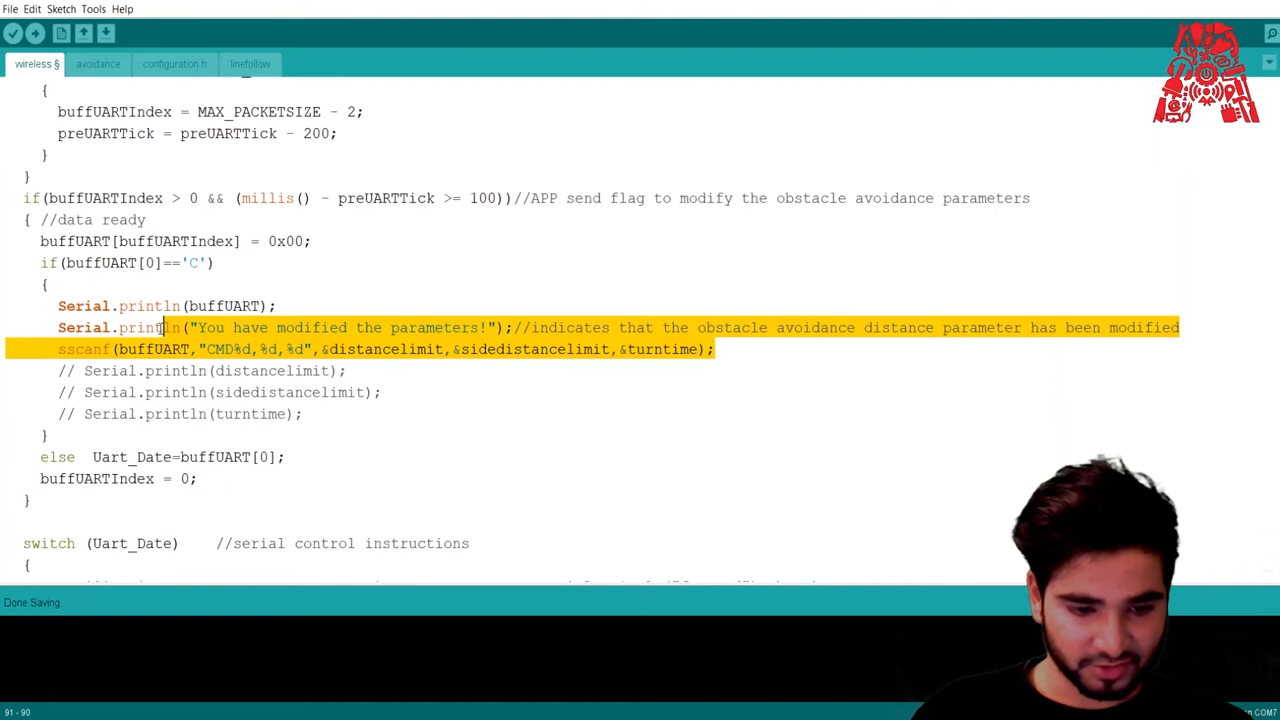 File Edit Sketch Tools Help
wireless § avoidance configuration.h linefollow
{
buffUARTIndex = MAX_PACKETSIZE - 2;
preUARTTick = preUARTTick - 200;
}
}
if(buffUARTIndex > 0 && (millis() - preUARTTick >= 100))//APP send flag to modify the obstacle avoidance parameters
{ //data ready
buffUART[buffUARTIndex] = 0x00;
if(buffUART[0]=='C')
{
Serial.println(buffUART);
Serial.println("You have modified the parameters!");//indicates that the obstacle avoidance distance parameter has been modified
sscanf(buffUART,"CMD%d,%d,%d",&distancelimit,&sidedistancelimit,&turntime);
// Serial.println(distancelimit);
// Serial.println(sidedistancelimit);
// Serial.println(turntime);
}
else Uart_Date=buffUART[0];
buffUARTIndex = 0;
}
switch (Uart_Date) //serial control instructions
{
Done Saving.
91 - 90
on COM7